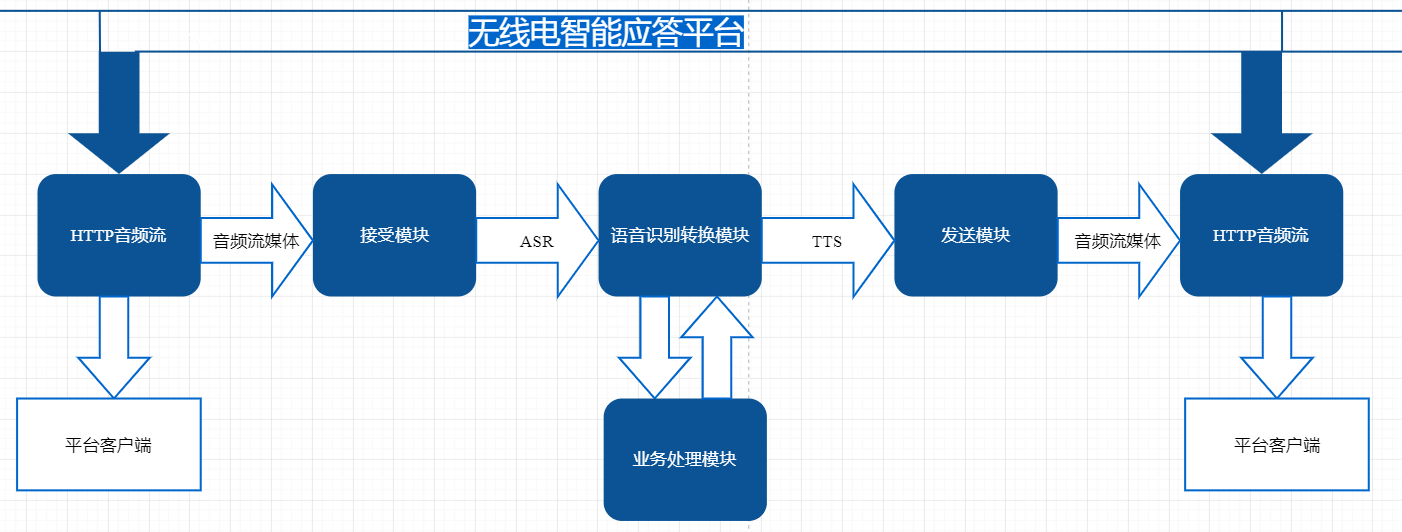 无线电智能应答平台
HTTP音频流
音频流媒体
接受模块
ASR
语音识别转换模块
TTS
发送模块
音频流媒体
HTTP音频流
平台客户端
业务处理模块
平台客户端